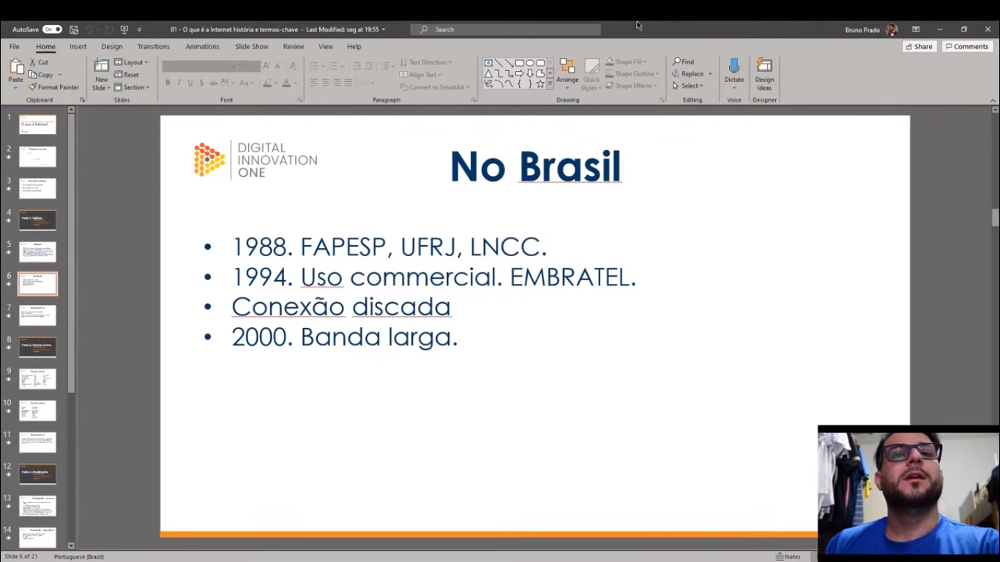 AutoSave On 01 - O que é a Internet história e termos-chave - Last Modified: seg at 19:55 Search Bruno Prado
File Home Insert Design Transitions Animations Slide Show Review View Help Share Comments
Paste
Cut
Copy
Format Painter
Clipboard
New Slide
Layout
Reset
Section
Slides
B I U S ab AV Aa
Font
Text Direction
Align Text
Convert to SmartArt
Paragraph
Arrange
Quick Styles
Shape Fill
Shape Outline
Shape Effects
Drawing
Find
Replace
Select
Editing
Dictate
Voice
Design Ideas
Designer
1
2
3
4
5
6
7
8
9
10
11
12
13
14
DIGITAL
INNOVATION
ONE
No Brasil
• 1988. FAPESP, UFRJ, LNCC.
• 1994. Uso commercial. EMBRATEL.
• Conexão discada
• 2000. Banda larga.
Slide 6 of 21 Portuguese (Brazil) Notes